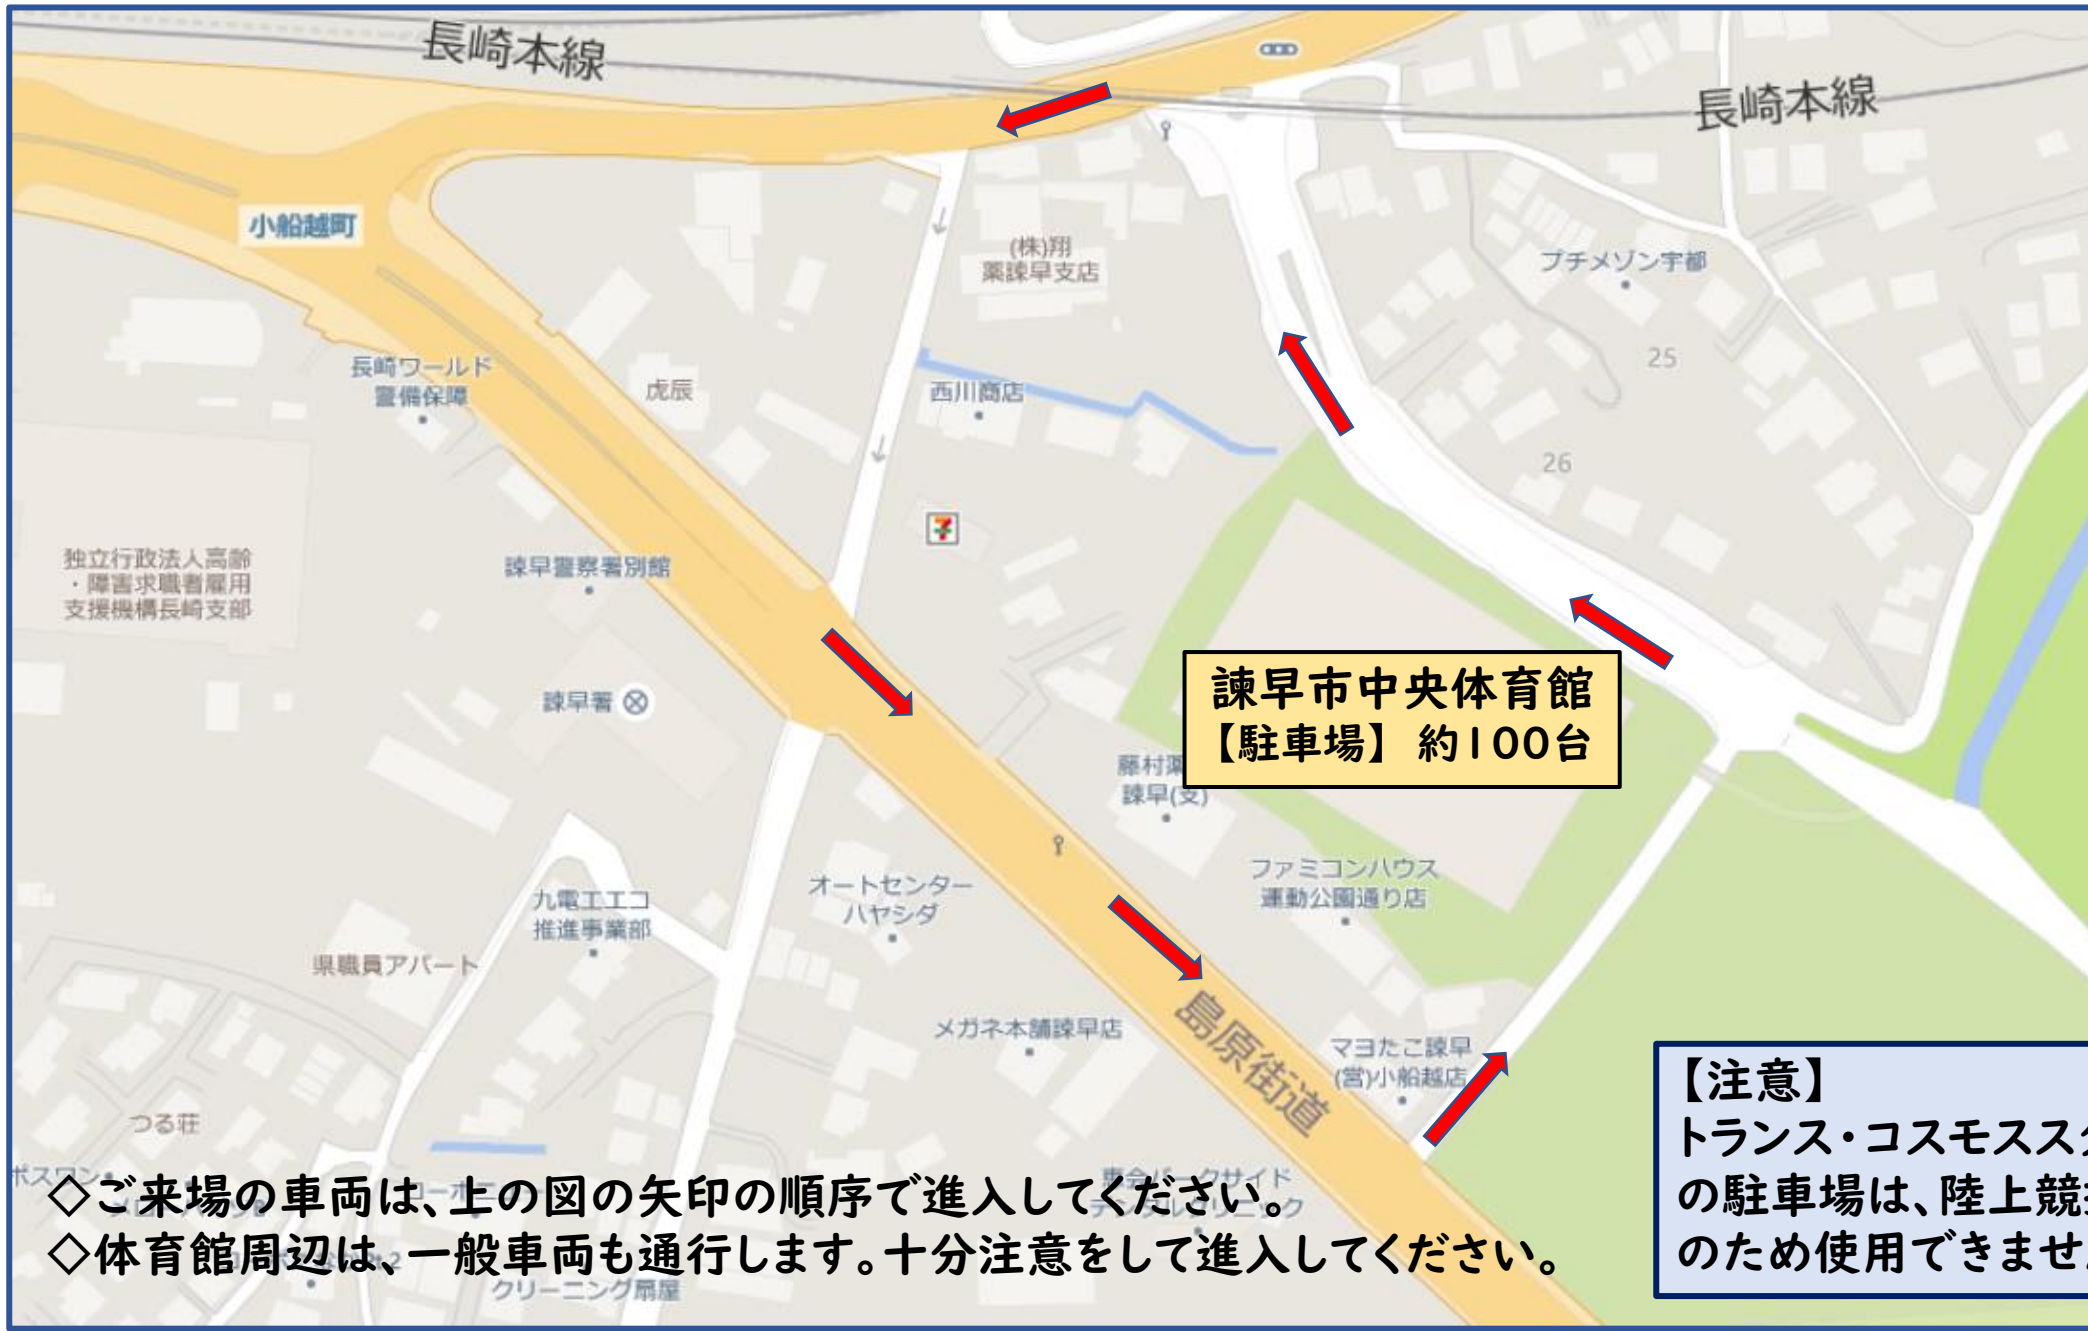 長崎本線
長崎本線
小船越町
(株)翔
薬諫早支店
プチメゾン宇都
長崎ワールド
警備保障
虎辰
西川商店
25
26
独立行政法人高齢
・障害求職者雇用
支援機構長崎支部
諫早警察署別館
諫早署
諫早市中央体育館
【駐車場】 約100台
藤村薬
諫早(支)
ファミコンハウス
運動公園通り店
オートセンター
ハヤシダ
九電工エコ
推進事業部
県職員アパート
メガネ本舗諫早店
島原街道
マヨたこ諫早
(営)小船越店
つる荘
【注意】
トランス・コスモスス
の駐車場は、陸上競
のため使用できませ
◇ご来場の車両は、上の図の矢印の順序で進入してください。
◇体育館周辺は、一般車両も通行します。十分注意をして進入してください。
クリーニング扇屋